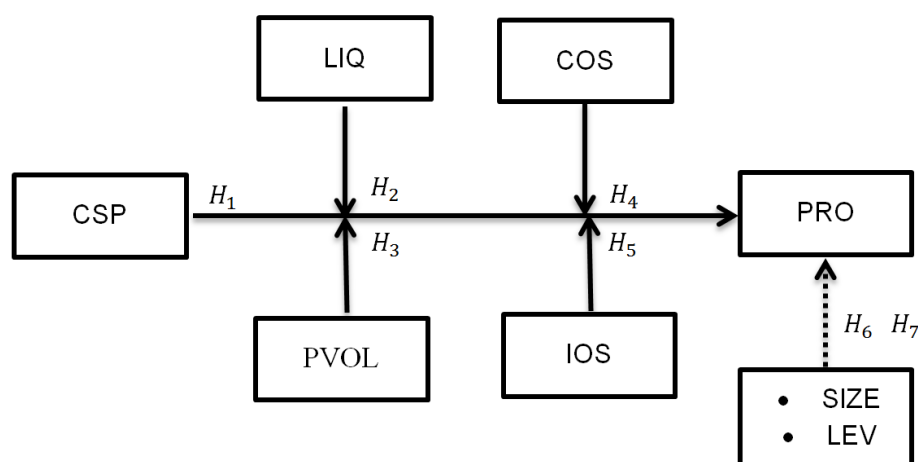 LIQ
COS
CSP
H₁
H₂
H₄
PRO
H₃
H₅
PVOL
IOS
H₆ H₇
• SIZE
• LEV